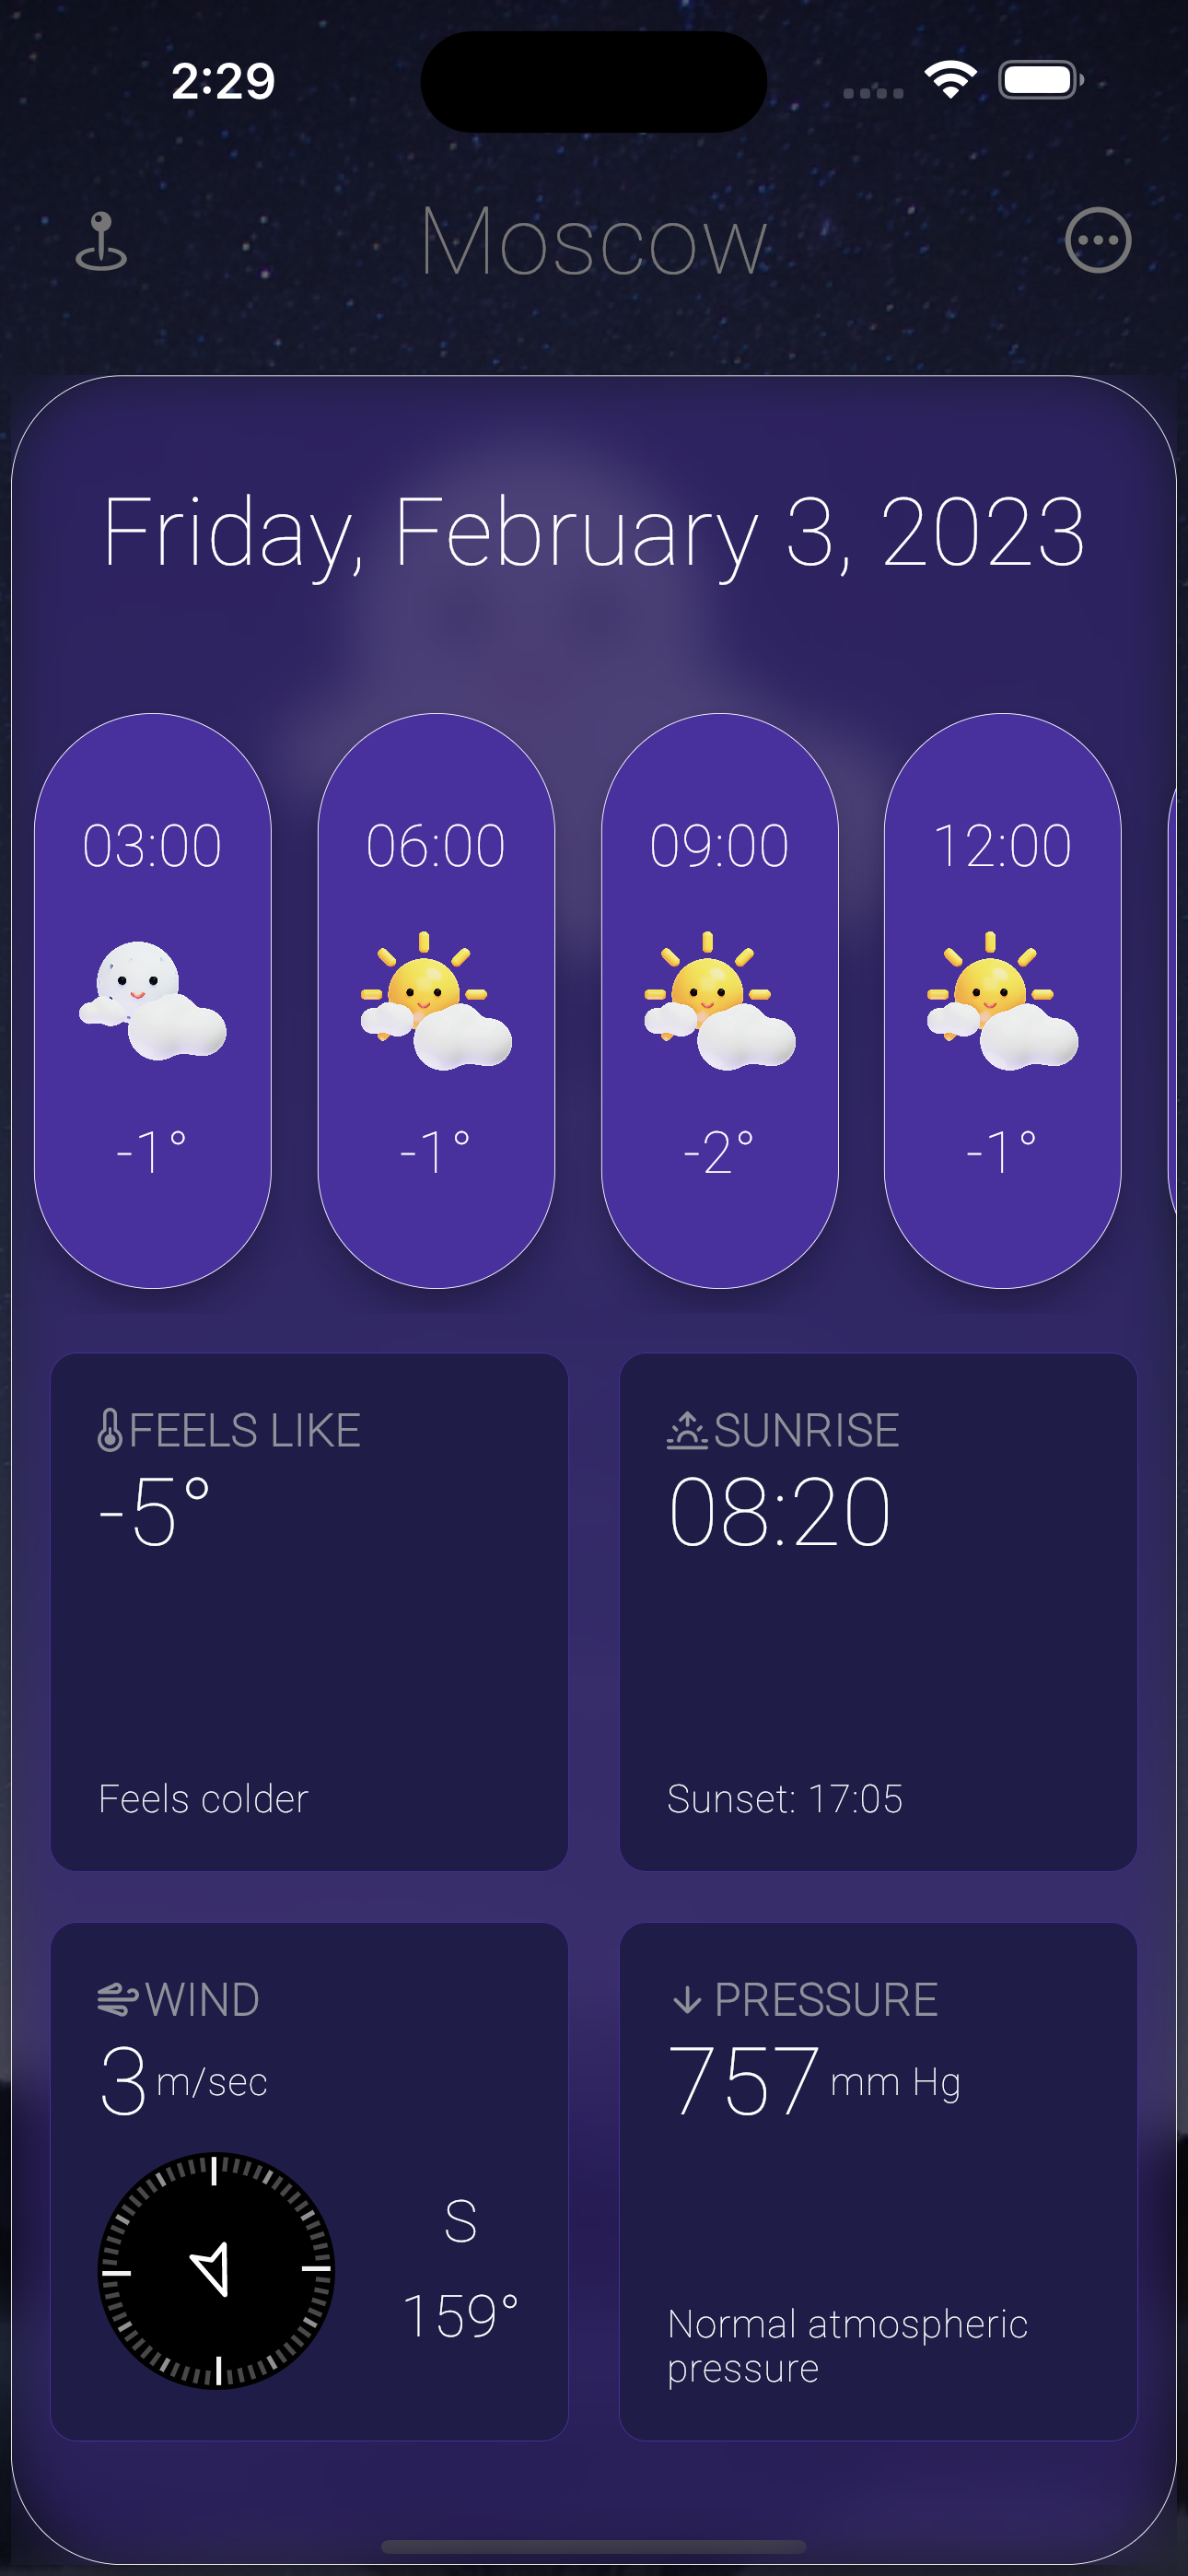 2:29
Moscow
Friday, February 3, 2023
03:00 06:00 09:00 12:00
-1° -1° -2° -1°
FEELS LIKE
-5°
Feels colder
SUNRISE
08:20
Sunset: 17:05
WIND
3 m/sec
S
159°
PRESSURE
757 mm Hg
Normal atmospheric
pressure